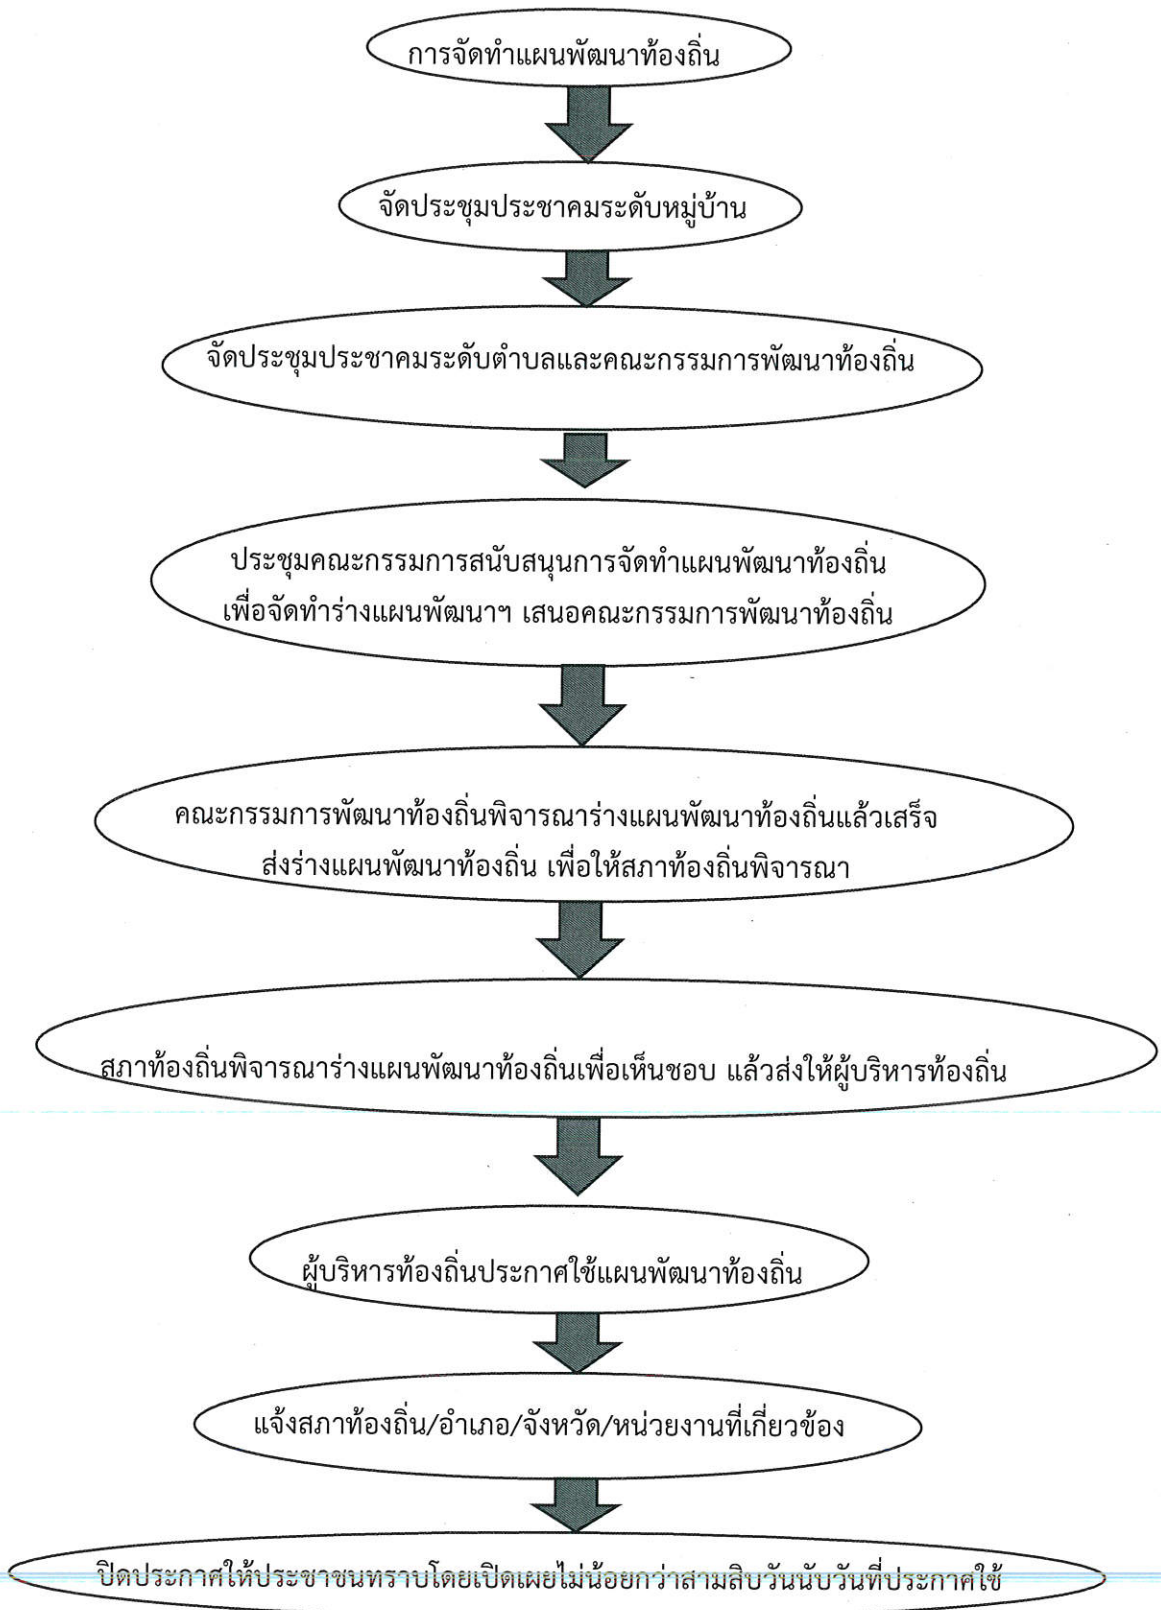 การจัดทำแผนพัฒนาท้องถิ่น
จัดประชุมประชาคมระดับหมู่บ้าน
จัดประชุมประชาคมระดับตำบลและคณะกรรมการพัฒนาท้องถิ่น
ประชุมคณะกรรมการสนับสนุนการจัดทำแผนพัฒนาท้องถิ่น
เพื่อจัดทำร่างแผนพัฒนาฯ เสนอคณะกรรมการพัฒนาท้องถิ่น
คณะกรรมการพัฒนาท้องถิ่นพิจารณาร่างแผนพัฒนาท้องถิ่นแล้วเสร็จ
ส่งร่างแผนพัฒนาท้องถิ่น เพื่อให้สภาท้องถิ่นพิจารณา
สภาท้องถิ่นพิจารณาร่างแผนพัฒนาท้องถิ่นเพื่อเห็นชอบ แล้วส่งให้ผู้บริหารท้องถิ่น
ผู้บริหารท้องถิ่นประกาศใช้แผนพัฒนาท้องถิ่น
แจ้งสภาท้องถิ่น/อำเภอ/จังหวัด/หน่วยงานที่เกี่ยวข้อง
ปิดประกาศให้ประชาชนทราบโดยเปิดเผยไม่น้อยกว่าสามสิบวันนับวันที่ประกาศใช้